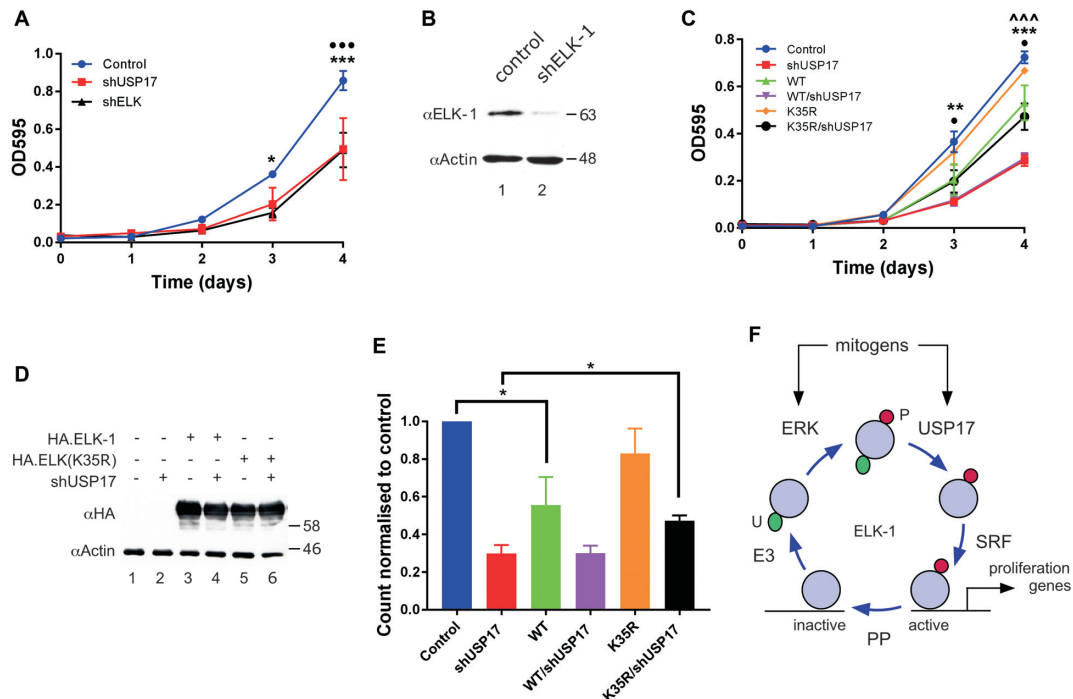 A
•••
***
*
Control
shUSP17
shELK
OD595
1.0
0.8
0.6
0.4
0.2
0.0
0 1 2 3 4
Time (days)
B
control
shELK-1
αELK-1
63
αActin
48
1 2
C
^^^
***
•
**
•
Control
shUSP17
WT
WT/shUSP17
K35R
K35R/shUSP17
OD595
0.8
0.6
0.4
0.2
0.0
0 1 2 3 4
Time (days)
D
HA.ELK-1 - - + + - -
HA.ELK(K35R) - - - - + +
shUSP17 - + - + - +
αHA
58
αActin
46
1 2 3 4 5 6
E
*
*
Count normalised to control
1.0
0.8
0.6
0.4
0.2
0.0
Control
shUSP17
WT
WT/shUSP17
K35R
K35R/shUSP17
F
mitogens
ERK
P
USP17
U
ELK-1
E3
SRF
proliferation
genes
inactive
active
PP